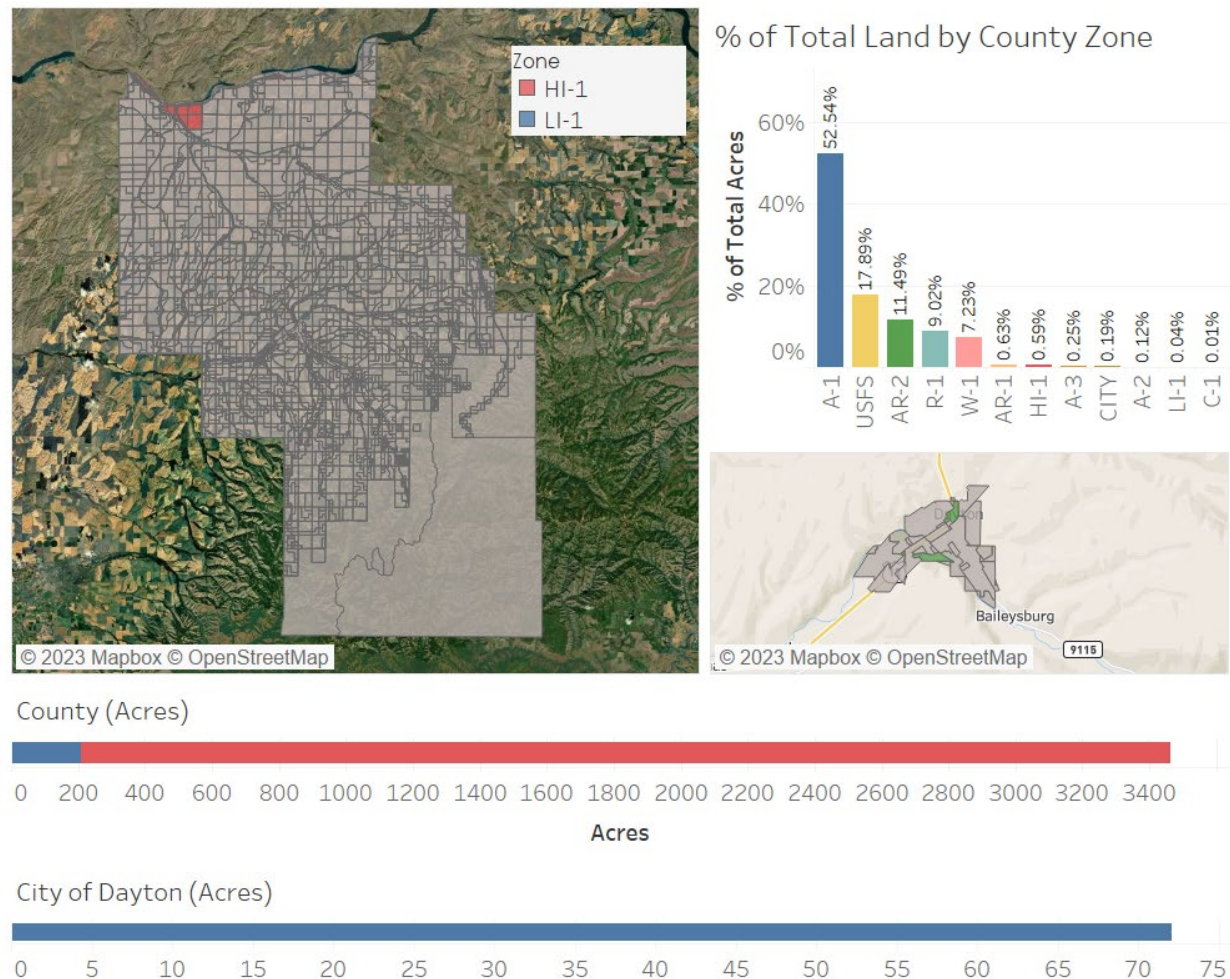 Zone
HI-1
LI-1
© 2023 Mapbox © OpenStreetMap
% of Total Land by County Zone
% of Total Acres
60%
40%
20%
0%
52.54%
17.89%
11.49%
9.02%
7.23%
0.63%
0.59%
0.25%
0.19%
0.12%
0.04%
0.01%
A-1
USFS
AR-2
R-1
W-1
AR-1
HI-1
A-3
CITY
A-2
LI-1
C-1
Baileysburg
9115
© 2023 Mapbox © OpenStreetMap
County (Acres)
0 200 400 600 800 1000 1200 1400 1600 1800 2000 2200 2400 2600 2800 3000 3200 3400
Acres
City of Dayton (Acres)
0 5 10 15 20 25 30 35 40 45 50 55 60 65 70 75